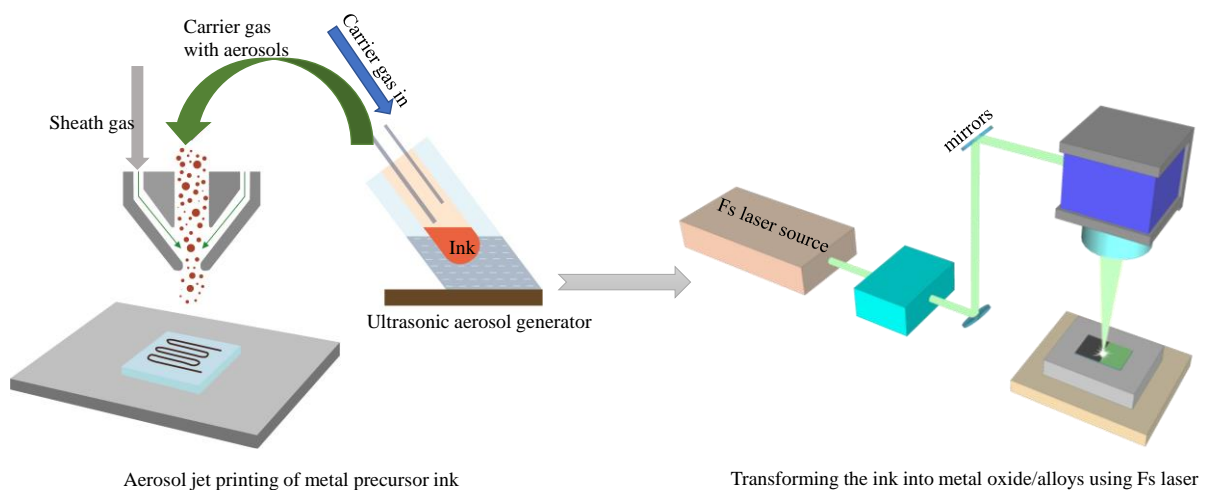 Carrier gas
with aerosols
Carrier gas in
Sheath gas
Ink
Ultrasonic aerosol generator
Aerosol jet printing of metal precursor ink
mirrors
Fs laser source
Transforming the ink into metal oxide/alloys using Fs laser